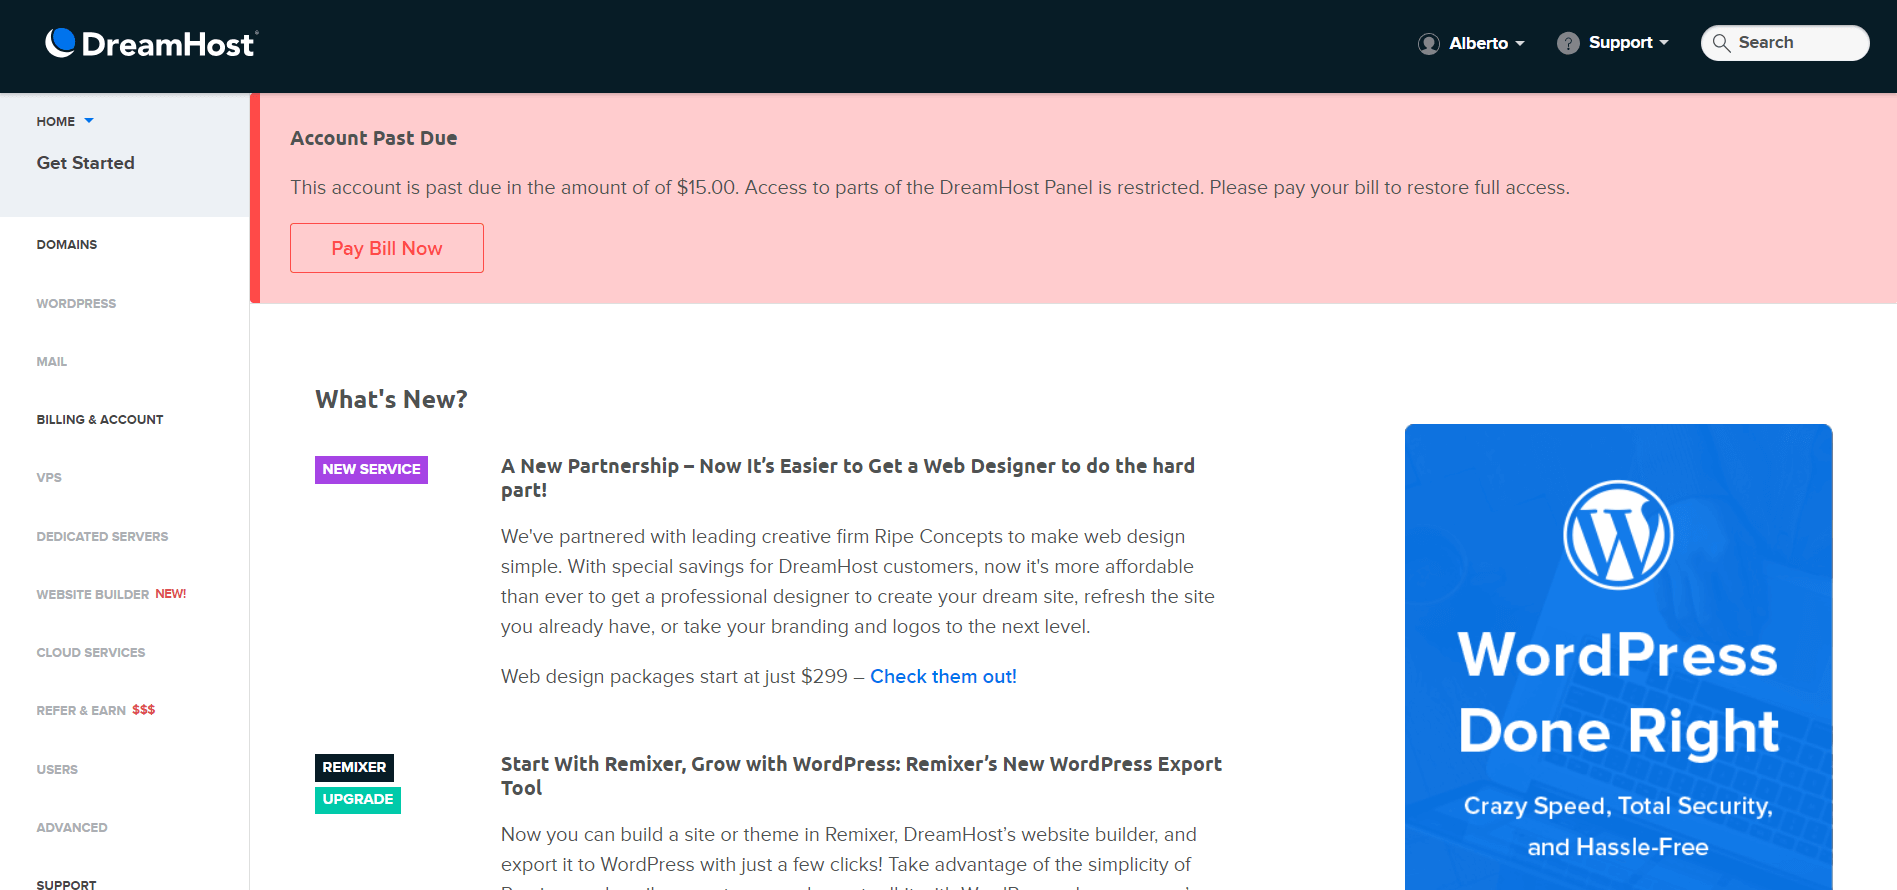 DreamHost
Alberto
Support
Search
HOME
Get Started
DOMAINS
WORDPRESS
MAIL
BILLING & ACCOUNT
VPS
DEDICATED SERVERS
WEBSITE BUILDER NEW!
CLOUD SERVICES
REFER & EARN $$$
USERS
ADVANCED
SUPPORT
Account Past Due
This account is past due in the amount of of $15.00. Access to parts of the DreamHost Panel is restricted. Please pay your bill to restore full access.
Pay Bill Now
What's New?
NEW SERVICE
A New Partnership – Now It’s Easier to Get a Web Designer to do the hard
part!
We've partnered with leading creative firm Ripe Concepts to make web design
simple. With special savings for DreamHost customers, now it's more affordable
than ever to get a professional designer to create your dream site, refresh the site
you already have, or take your branding and logos to the next level.
Web design packages start at just $299 – Check them out!
REMIXER
UPGRADE
Start With Remixer, Grow with WordPress: Remixer’s New WordPress Export
Tool
Now you can build a site or theme in Remixer, DreamHost’s website builder, and
export it to WordPress with just a few clicks! Take advantage of the simplicity of
WordPress
Done Right
Crazy Speed, Total Security,
and Hassle-Free